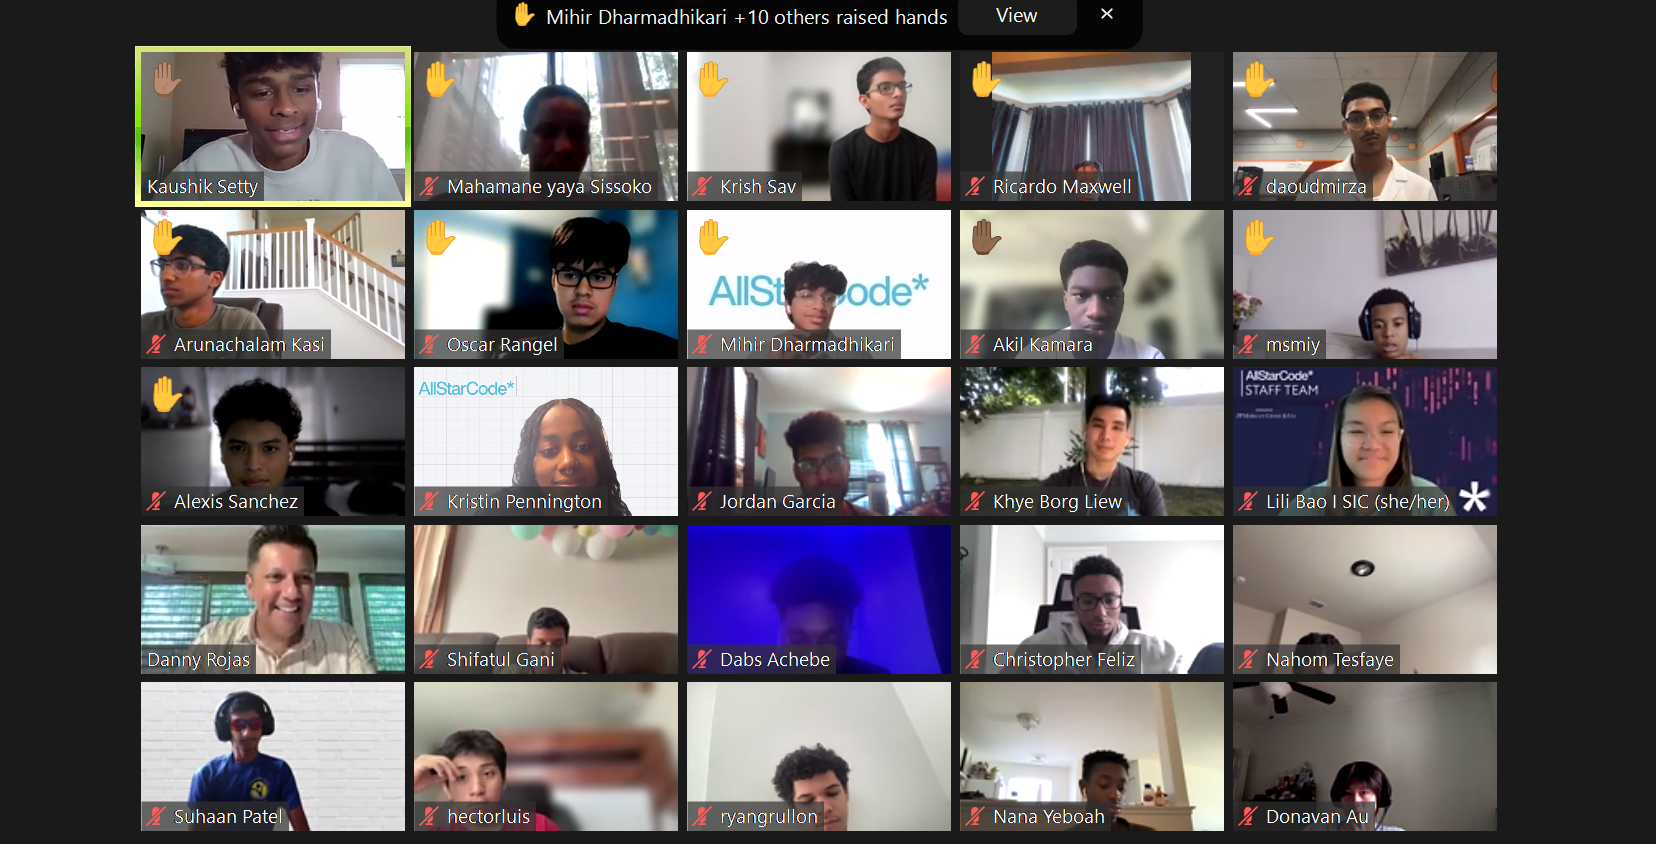 Mihir Dharmadhikari +10 others raised hands View
Kaushik Setty
Mahamane yaya Sissoko
Krish Sav
Ricardo Maxwell
daoudmirza
Arunachalam Kasi
Oscar Rangel
AllSt ode*
Mihir Dharmadhikari
Akil Kamara
msmiy
Alexis Sanchez
AllStarCode*
Kristin Pennington
Jordan Garcia
Khye Borg Liew
AllStarCode*
STAFF TEAM
Lili Bao I SIC (she/her)
Danny Rojas
Shifatul Gani
Dabs Achebe
Christopher Feliz
Nahom Tesfaye
Suhaan Patel
hectorluis
ryangrullon
Nana Yeboah
Donavan Au